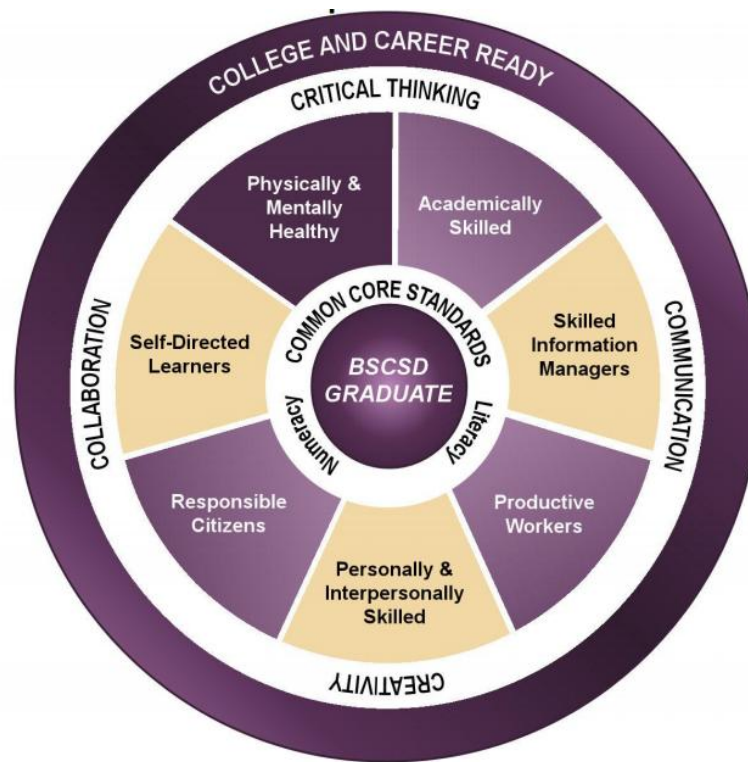 COLLEGE AND CAREER READY
CRITICAL THINKING
Physically &
Mentally
Healthy
Academically
Skilled
COLLABORATION
Self-Directed
Learners
COMMON CORE STANDARDS
BSCSD
GRADUATE
Numeracy
Literacy
Skilled
Information
Managers
COMMUNICATION
Responsible
Citizens
Productive
Workers
Personally &
Interpersonally
Skilled
CREATIVITY